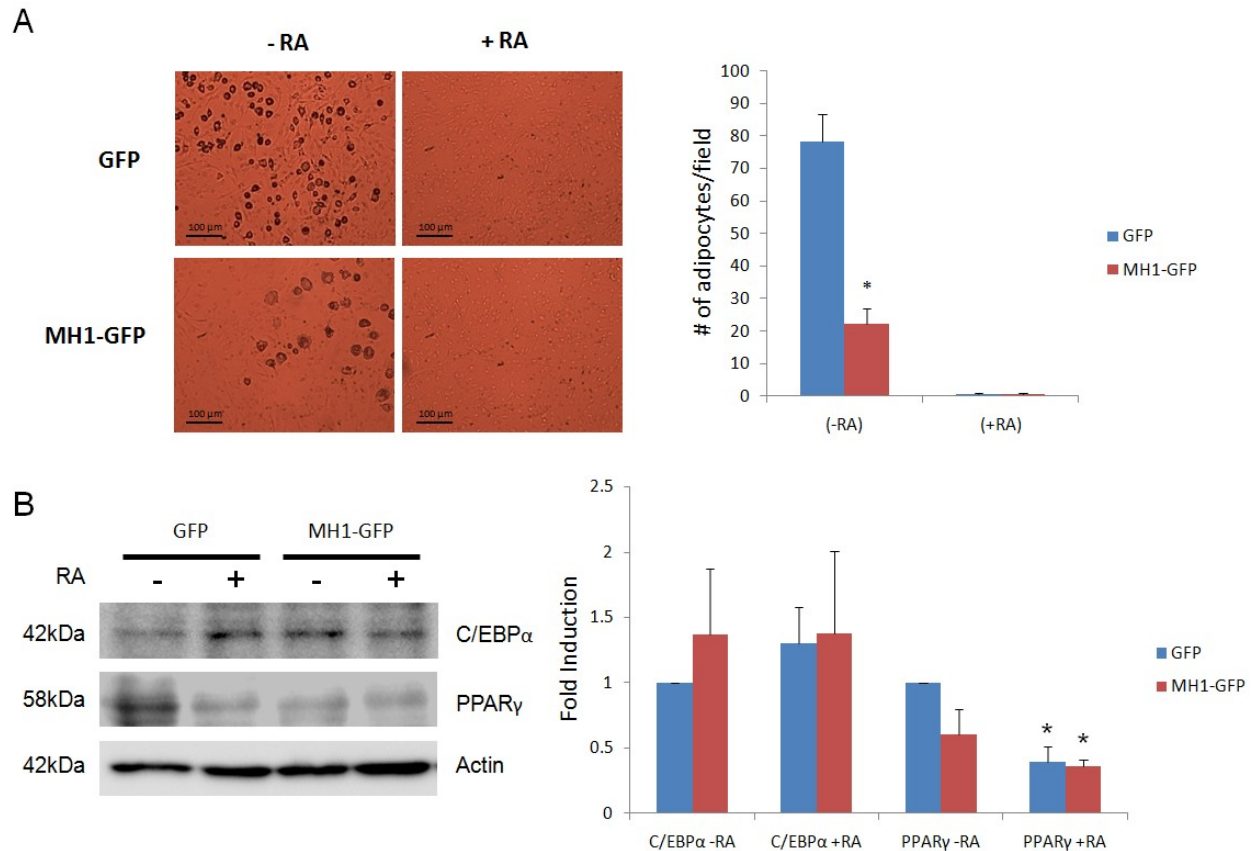 A
- RA
+ RA
GFP
100 µm
100 µm
MH1-GFP
100 µm
100 µm
# of adipocytes/field
100
90
80
70
60
50
40
30
20
10
0
*
(-RA)
(+RA)
GFP
MH1-GFP
B
GFP
MH1-GFP
RA
-
+
-
+
42kDa
C/EBPα
58kDa
PPARγ
42kDa
Actin
Fold Induction
2.5
2
1.5
1
0.5
0
*
*
C/EBPα -RA
C/EBPα +RA
PPARγ -RA
PPARγ +RA
GFP
MH1-GFP